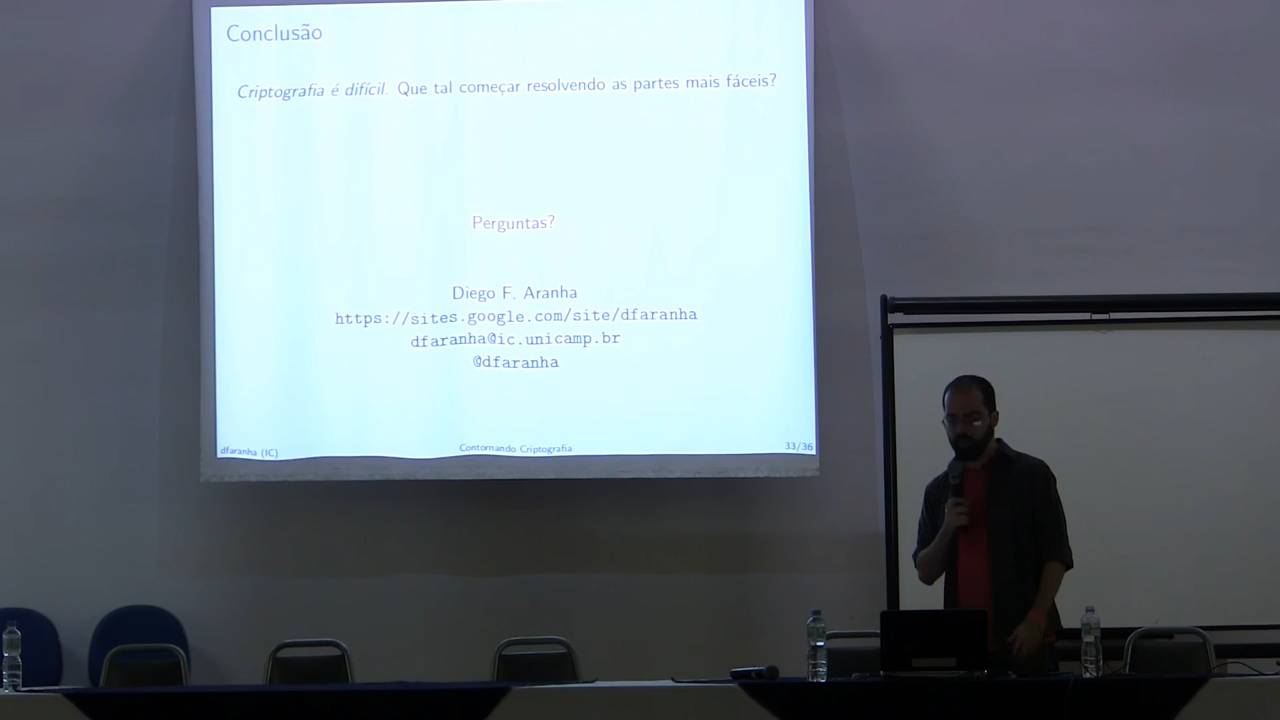 Conclusão
Criptografia é difícil. Que tal começar resolvendo as partes mais fáceis?
Perguntas?
Diego F. Aranha
https://sites.google.com/site/dfaranha
dfaranha@ic.unicamp.br
@dfaranha
dfaranha (IC)
Contornando Criptografia
33/36